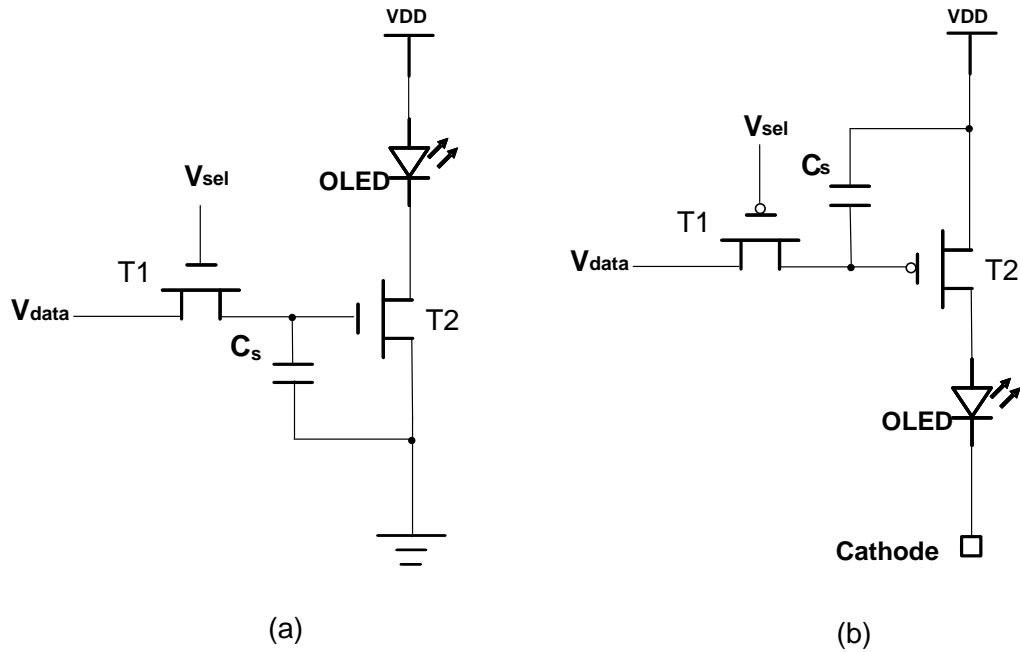 VDD
OLED
Vsel
T1
Vdata
Cs
T2
(a)
VDD
Vsel
Cs
T1
Vdata
T2
OLED
Cathode
(b)